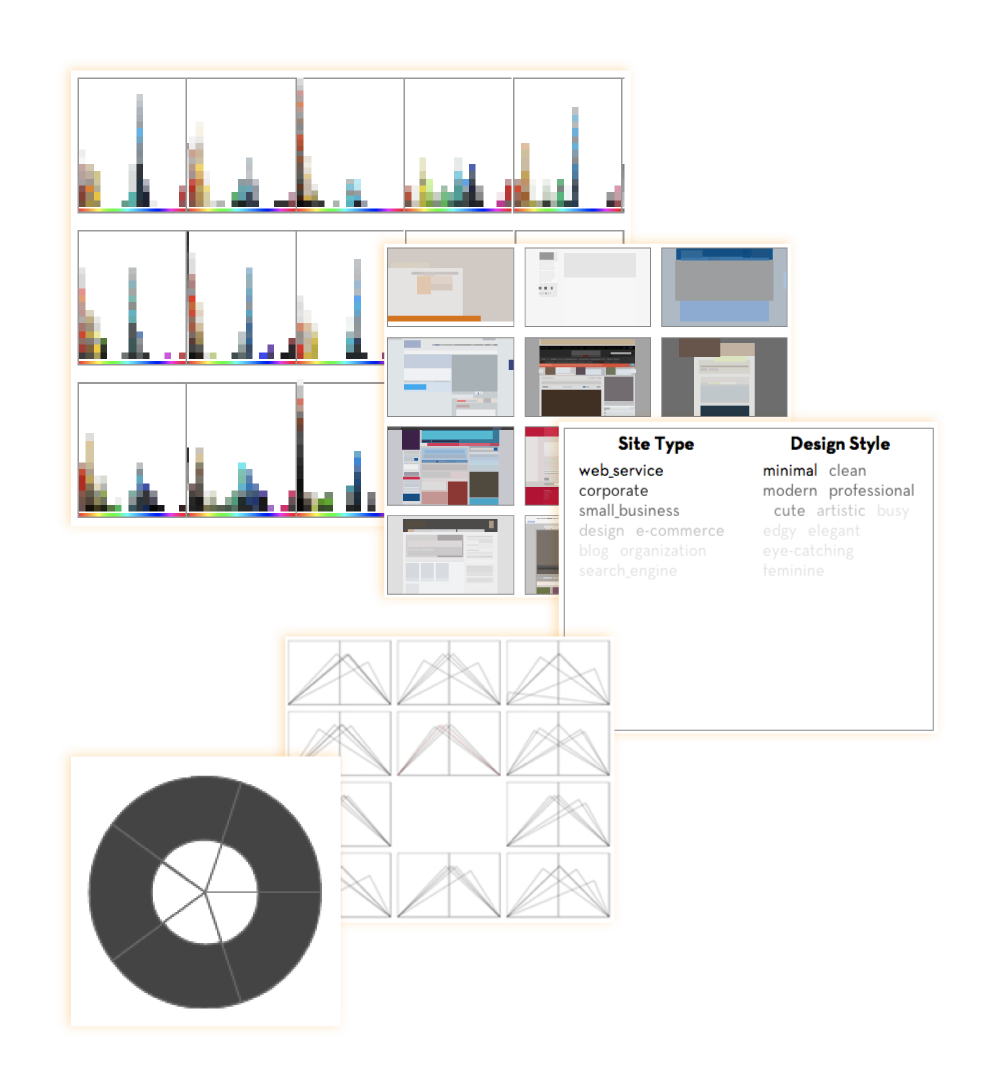 Site Type
web_service
corporate
small_business
design e-commerce
blog organization
search_engine
Design Style
minimal clean
modern professional
cute artistic busy
edgy elegant
eye-catching
feminine